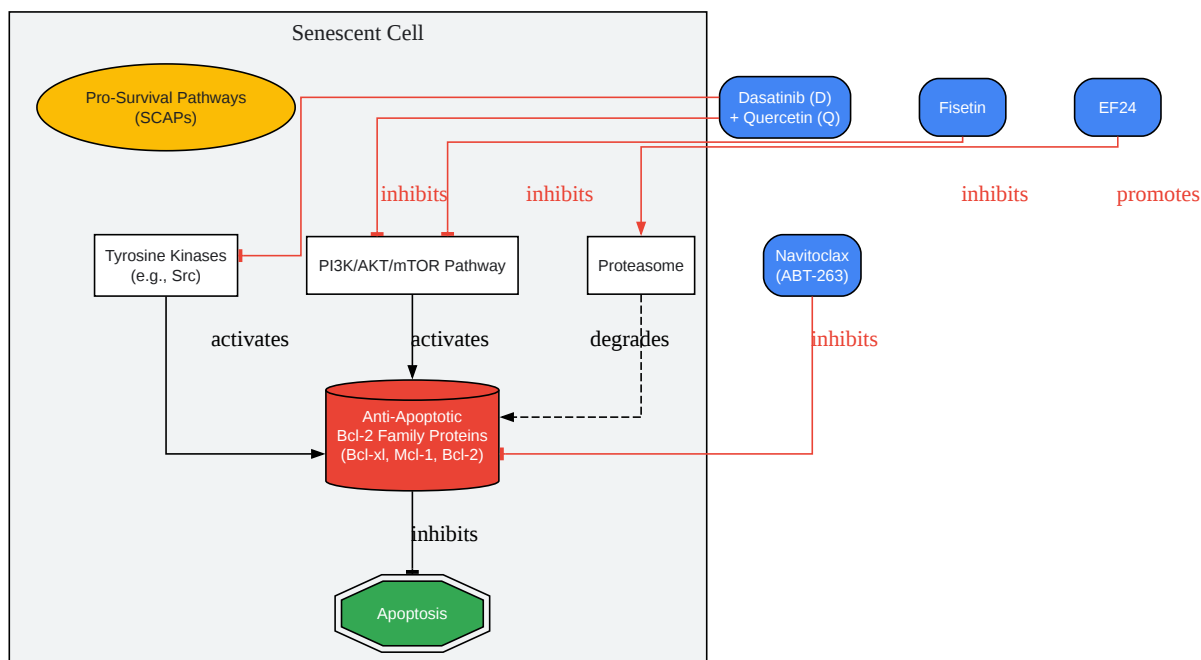 Senescent Cell
Pro-Survival Pathways
(SCAPs)
Dasatinib (D)
+ Quercetin (Q)
Fisetin
EF24
inhibits
inhibits
inhibits
promotes
Tyrosine Kinases
(e.g., Src)
PI3K/AKT/mTOR Pathway
Proteasome
Navitoclax
(ABT-263)
activates
activates
degrades
inhibits
Anti-Apoptotic
Bcl-2 Family Proteins
(Bcl-xl, Mcl-1, Bcl-2)
inhibits
Apoptosis